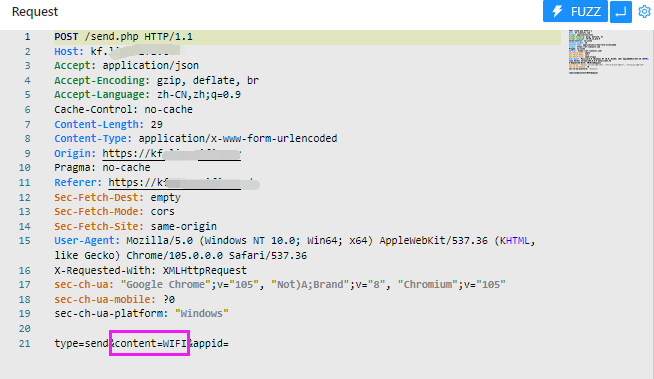 Request
FUZZ
1 POST /send.php HTTP/1.1
2 Host: kf.
3 Accept: application/json
4 Accept-Encoding: gzip, deflate, br
5 Accept-Language: zh-CN,zh;q=0.9
6 Cache-Control: no-cache
7 Content-Length: 29
8 Content-Type: application/x-www-form-urlencoded
9 Origin: https://kf
10 Pragma: no-cache
11 Referer: https://kf
12 Sec-Fetch-Dest: empty
13 Sec-Fetch-Mode: cors
14 Sec-Fetch-Site: same-origin
15 User-Agent: Mozilla/5.0 (Windows NT 10.0; Win64; x64) AppleWebKit/537.36 (KHTML,
like Gecko) Chrome/105.0.0.0 Safari/537.36
16 X-Requested-With: XMLHttpRequest
17 sec-ch-ua: "Google Chrome";v="105", "Not)A;Brand";v="8", "Chromium";v="105"
18 sec-ch-ua-mobile: ?0
19 sec-ch-ua-platform: "Windows"
20
21 type=send&content=WIFI&appid=